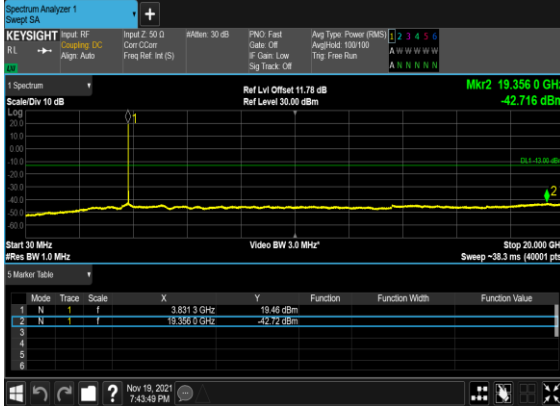 Spectrum Analyzer 1
Swept SA
+
KEYSIGHT
RL
Input: RF
Coupling: DC
Align: Auto
Input Z: 50 Ω
Corr CCorr
Freq Ref: Int (S)
#Atten: 30 dB
PNO: Fast
Gate: Off
IF Gain: Low
Sig Track: Off
Avg Type: Power (RMS)
Avg|Hold: 100/100
Trig: Free Run
1 2 3 4 5 6
A W W W W W
A N N N N N
1 Spectrum
Scale/Div 10 dB
Ref Lvl Offset 11.78 dB
Ref Level 30.00 dBm
Mkr2 19.356 0 GHz
-42.716 dBm
Log
20.0
10.0
0.00
-10.0
DL1 -13.00 dBm
-20.0
-30.0
-40.0
-50.0
-60.0
1
2
Start 30 MHz
#Res BW 1.0 MHz
Video BW 3.0 MHz*
Stop 20.000 GH
Sweep ~38.3 ms (40001 pts
5 Marker Table
Mode Trace Scale X Y Function Function Width Function Value
1 N 1 f 3.831 3 GHz 19.46 dBm
2 N 1 f 19.356 0 GHz -42.72 dBm
3
4
5
6
?
Nov 19, 2021
7:43:49 PM